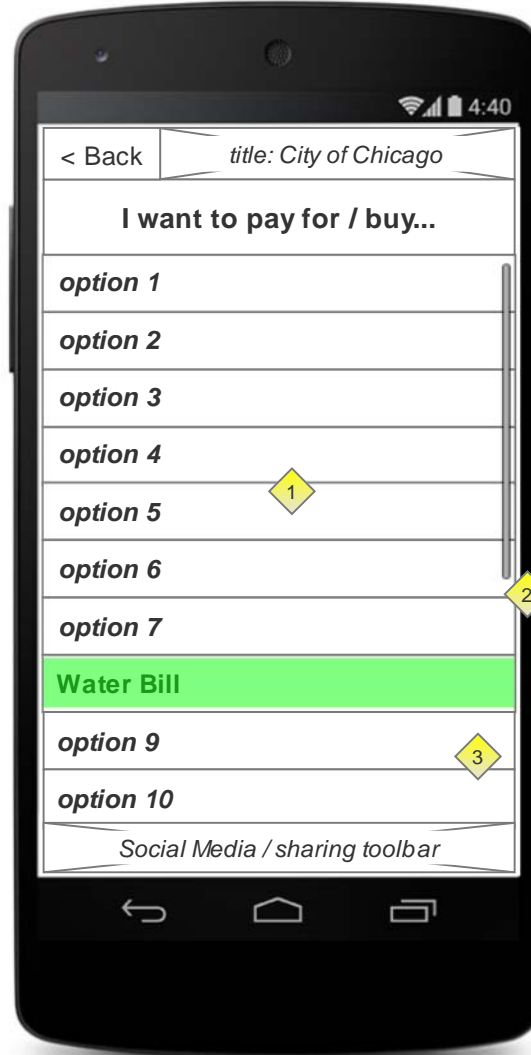 4:40
< Back
title: City of Chicago
I want to pay for / buy...
option 1
option 2
option 3
option 4
1
option 5
option 6
2
option 7
Water Bill
option 9
3
option 10
Social Media / sharing toolbar